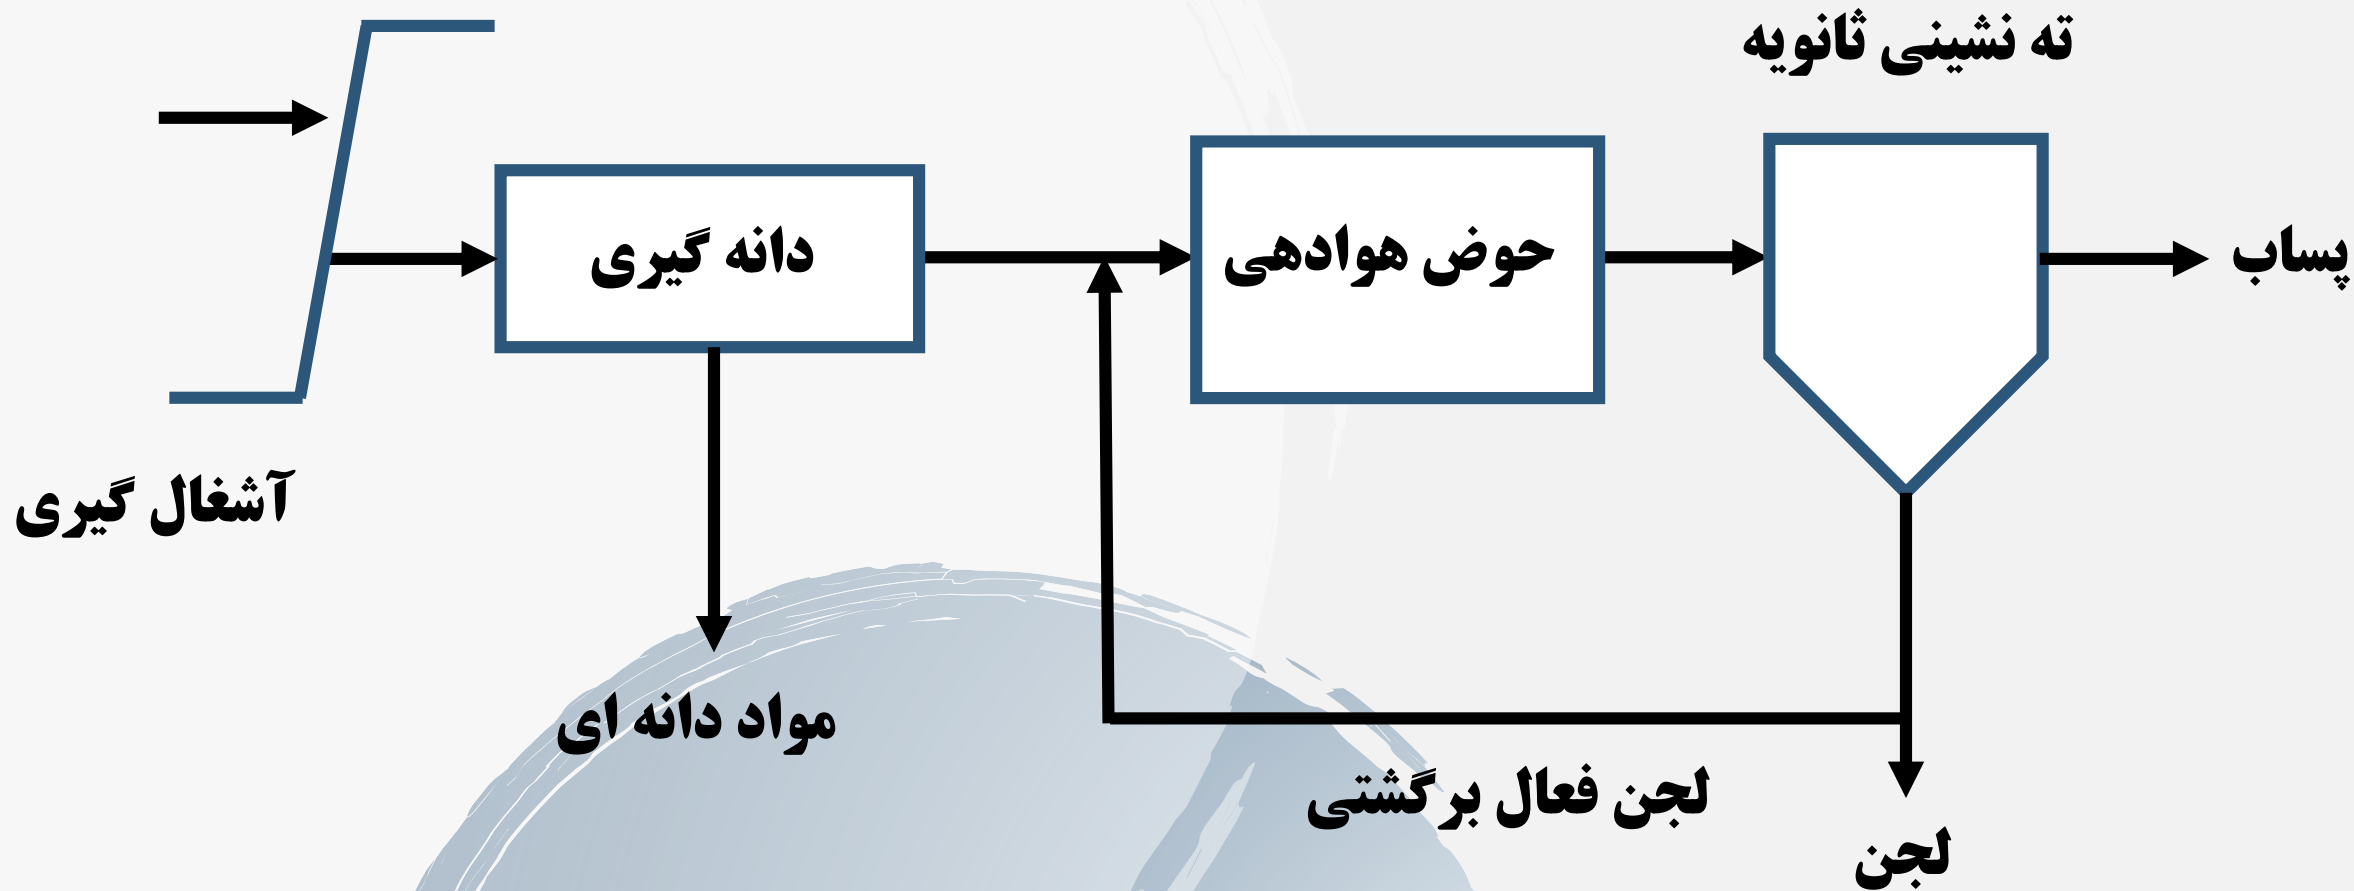 ته نشینی ثانویه
دانه گیری
حوض هوادهی
پساب
آشغال گیری
مواد دانه ای
لجن فعال برگشتی
لجن